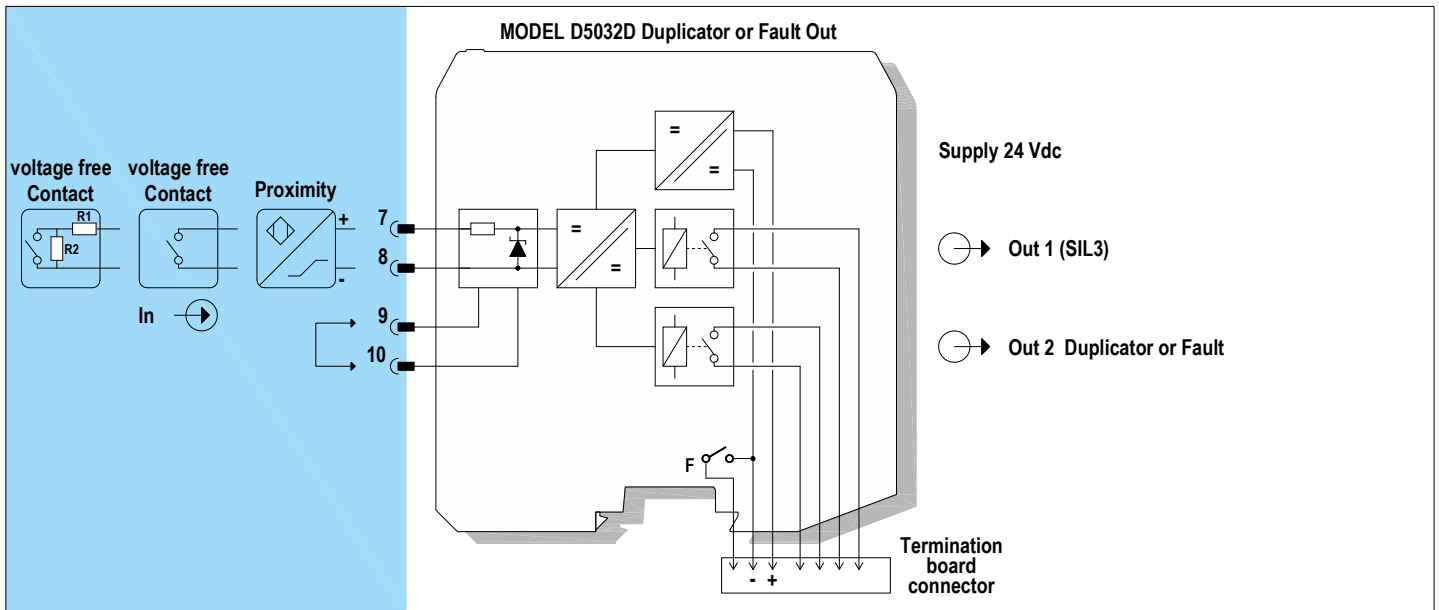 MODEL D5032D Duplicator or Fault Out
voltage free
Contact
R1
R2
voltage free
Contact
Proximity
+
-
In
7
8
9
10
=
=
=
=
Supply 24 Vdc
Out 1 (SIL3)
Out 2 Duplicator or Fault
F
- +
Termination
board
connector